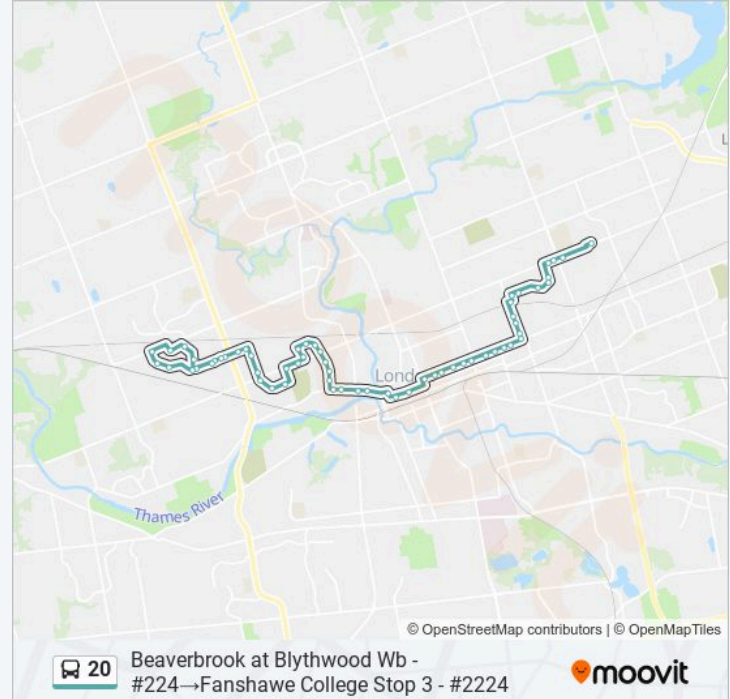 L
Lond
Thames River
© OpenStreetMap contributors | © OpenMapTiles
20
Beaverbrook at Blythwood Wb -
#224→Fanshawe College Stop 3 - #2224
moovit